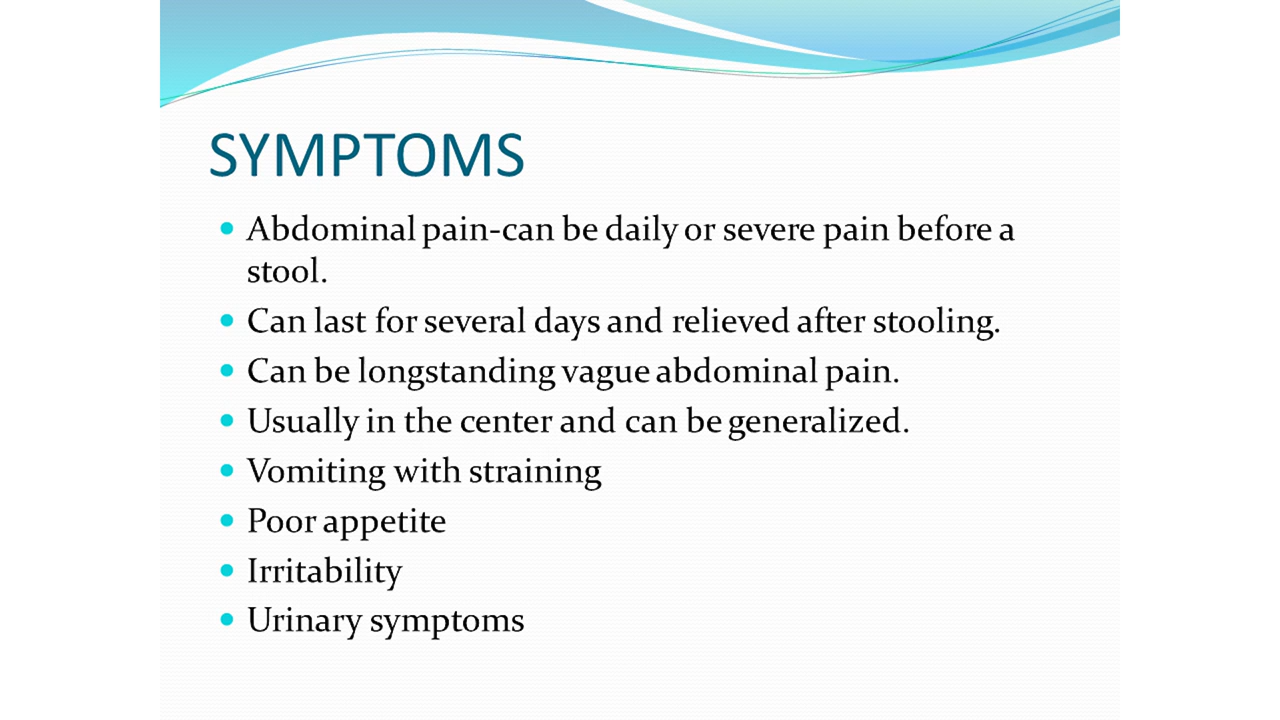 SYMPTOMS
• Abdominal pain-can be daily or severe pain before a
stool.
• Can last for several days and relieved after stooling.
• Can be longstanding vague abdominal pain.
• Usually in the center and can be generalized.
• Vomiting with straining
• Poor appetite
• Irritability
• Urinary symptoms